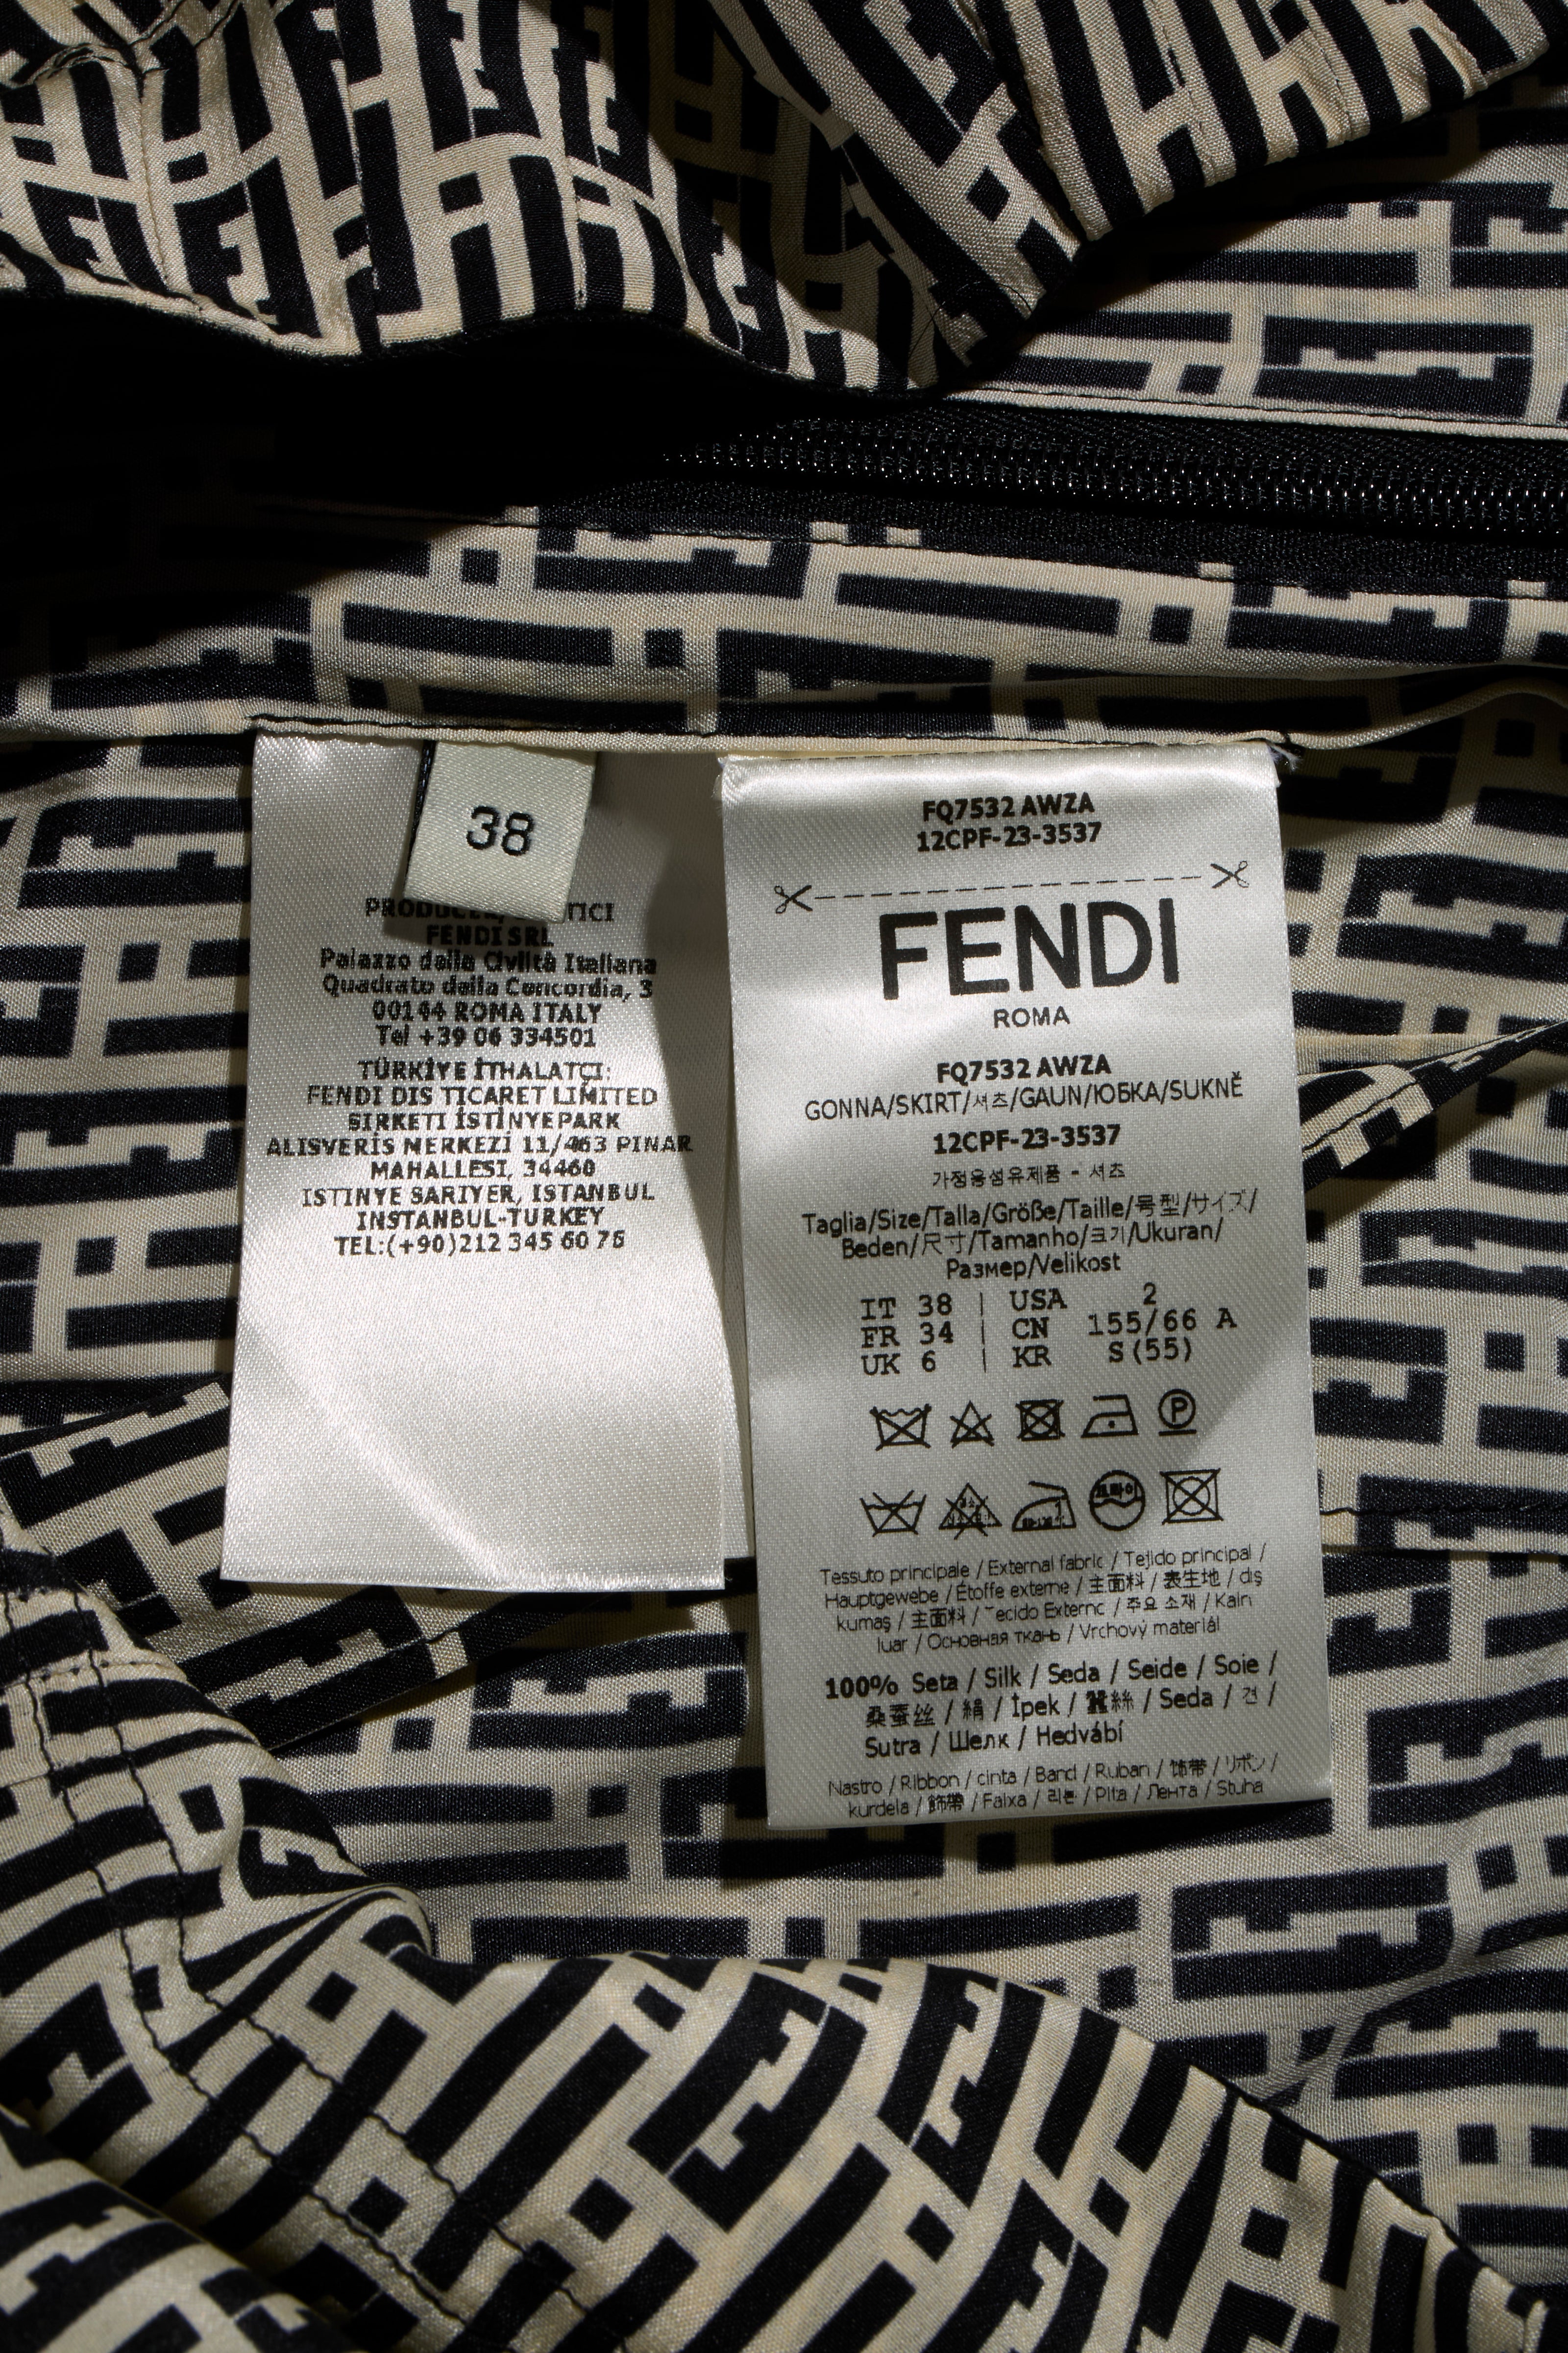 38
FENDI SRL
Palazzo della Civiltà Italiana
Quadrato della Concordia, 3
00144 ROMA ITALY
Tel +39 06 334501
TÜRKİYE İTHALATÇI:
FENDI DIS TICARET LIMITED
SIRKETI İSTİNYEPARK
ALISVERİS MERKEZİ 11/463 PINAR
MAHALLESI, 34460
ISTINYE SARIYER, ISTANBUL
INSTANBUL-TURKEY
TEL:(+90)212 345 60 76
FQ7532 AWZA
12CPF-23-3537
FENDI
ROMA
FQ7532 AWZA
GONNA/SKIRT/셔츠/GAUN/ЮБКА/SUKNĚ
12CPF-23-3537
가정용섬유제품 - 셔츠
Taglia/Size/Talla/Größe/Taille/号型/サイズ/
Beden/尺寸/Tamanho/크기/Ukuran/
Размер/Velikost
IT 38 | USA 2
FR 34 | CN 155/66 A
UK 6 | KR S(55)
P
Tessuto principale / External fabric / Tejido principal /
Hauptgewebe / Étoffe externe / 主面料 / 表生地 / dış
kumaş / 主面料 / Tecido Externo / 주요 소재 / Kain
luar / Основная ткань / Vrchový materiál
100% Seta / Silk / Seda / Seide / Soie /
桑蚕丝 / 絹 / İpek / 蠶絲 / Seda / 견 /
Sutra / Шелк / Hedvábí
Nastro / Ribbon / cinta / Band / Ruban / 饰带 / リボン /
kurdela / 飾帶 / Faixa / 리본 / Pita / Лента / Stuha